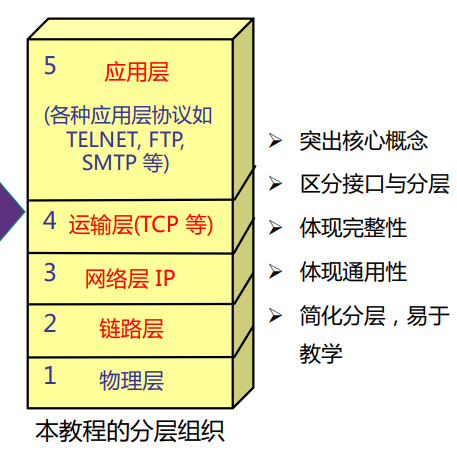 5 应用层
(各种应用层协议如
TELNET, FTP,
SMTP 等)
4 运输层(TCP 等)
3 网络层 IP
2 链路层
1 物理层
本教程的分层组织
➢ 突出核心概念
➢ 区分接口与分层
➢ 体现完整性
➢ 体现通用性
➢ 简化分层，易于
教学